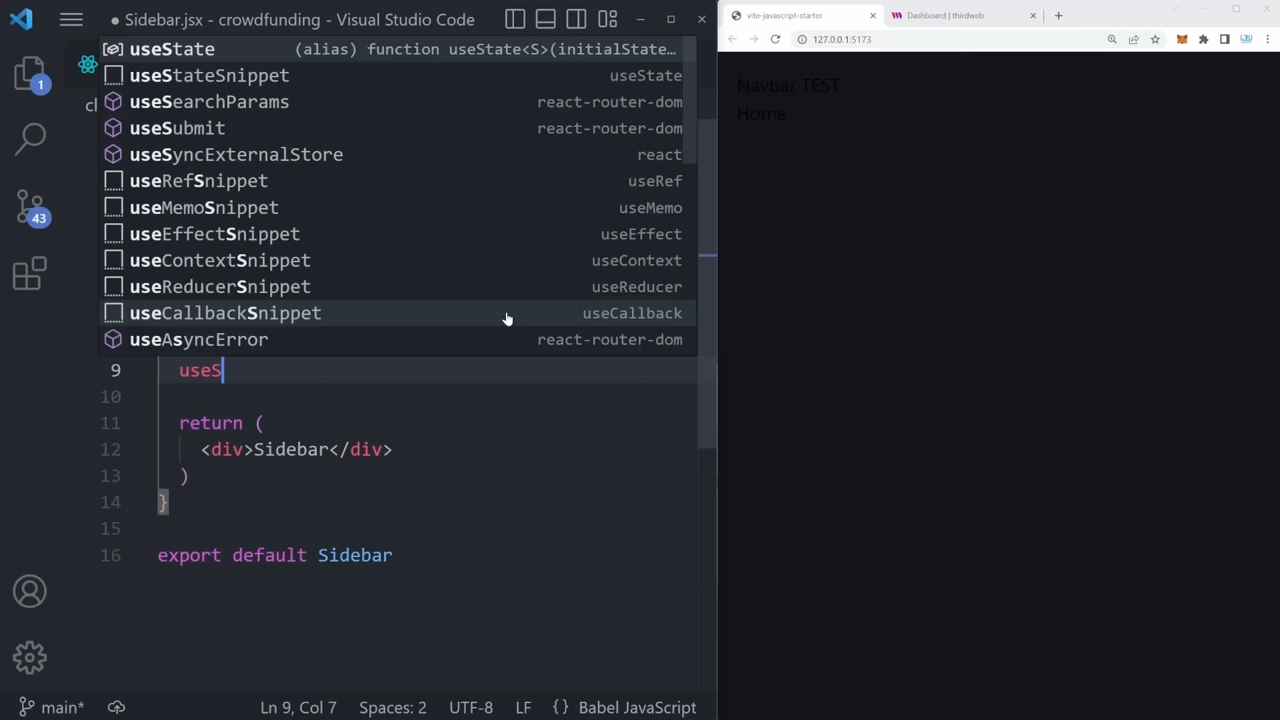 ● Sidebar.jsx - crowdfunding - Visual Studio Code
useState (alias) function useState<S>(initialState…
useStateSnippet useState
useSearchParams react-router-dom
useSubmit react-router-dom
useSyncExternalStore react
useRefSnippet useRef
useMemoSnippet useMemo
useEffectSnippet useEffect
useContextSnippet useContext
useReducerSnippet useReducer
useCallbackSnippet useCallback
useAsyncError react-router-dom
1
43
cl
9 useS
10
11 return (
12 <div>Sidebar</div>
13 )
14 }
15
16 export default Sidebar
main* Ln 9, Col 7 Spaces: 2 UTF-8 LF {} Babel JavaScript
vite-javascript-starter Dashboard | thirdweb
127.0.0.1:5173
Navbar TEST
Home